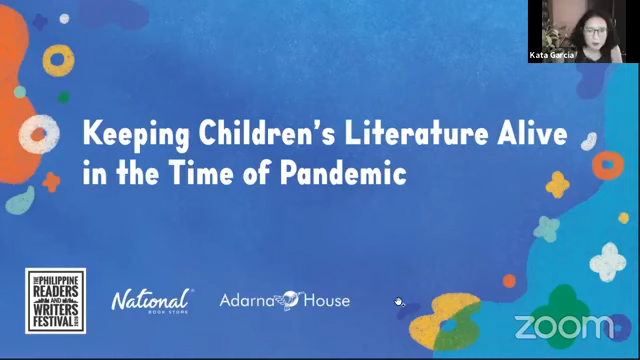 Kata Garcia
Keeping Children's Literature Alive
in the Time of Pandemic
THE PHILIPPINE
READERS
AND
WRITERS
FESTIVAL
National
BOOK STORE
Adarna House
zoom